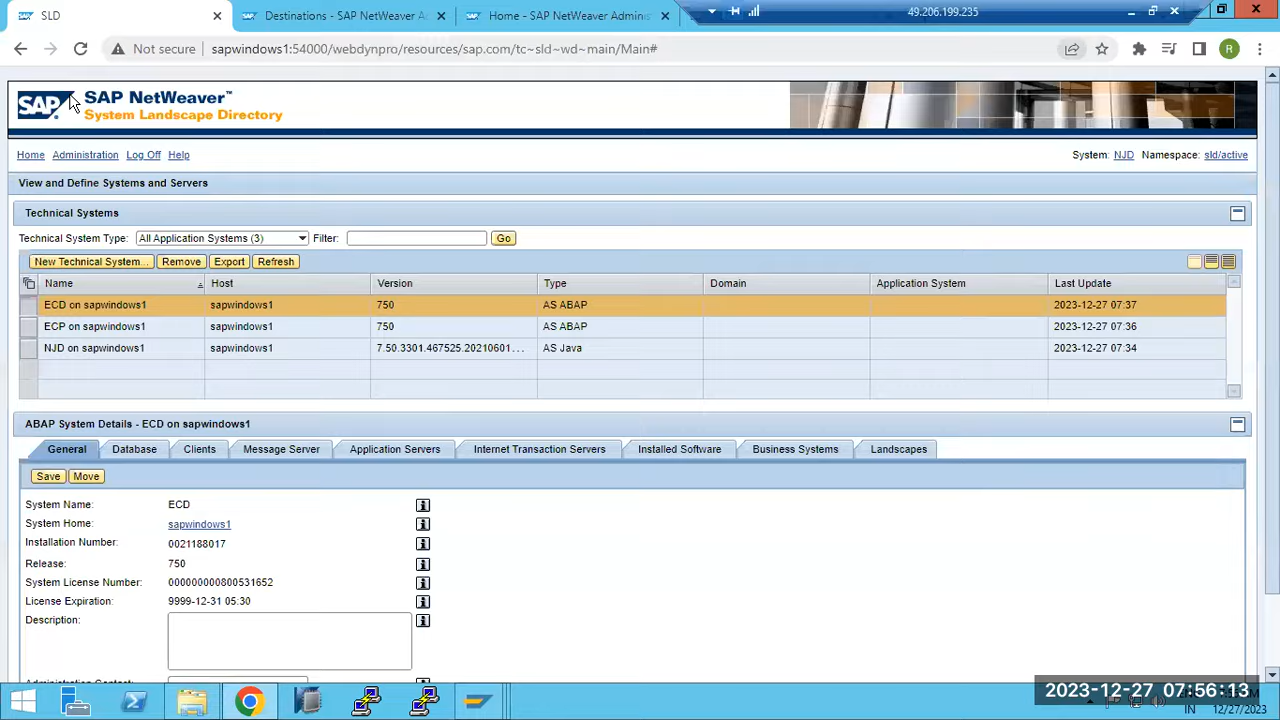 SLD
Destinations - SAP NetWeaver A
Home - SAP NetWeaver Adminis
49.206.199.235
Not secure
sapwindows1:54000/webdynpro/resources/sap.com/tc~sld~wd~main/Main#
R
SAP
SAP NetWeaver™
System Landscape Directory
Home Administration Log Off Help
System: NJD Namespace: sld/active
View and Define Systems and Servers
Technical Systems
Technical System Type: All Application Systems (3) Filter: Go
New Technical System... Remove Export Refresh
Name Host Version Type Domain Application System Last Update
ECD on sapwindows1 sapwindows1 750 AS ABAP 2023-12-27 07:37
ECP on sapwindows1 sapwindows1 750 AS ABAP 2023-12-27 07:36
NJD on sapwindows1 sapwindows1 7.50.3301.467525.20210601... AS Java 2023-12-27 07:34
ABAP System Details - ECD on sapwindows1
General Database Clients Message Server Application Servers Internet Transaction Servers Installed Software Business Systems Landscapes
Save Move
System Name: ECD
System Home: sapwindows1
Installation Number: 0021188017
Release: 750
System License Number: 000000000800531652
License Expiration: 9999-12-31 05:30
Description:
2023-12-27 07:56:13
IN 12/27/2023